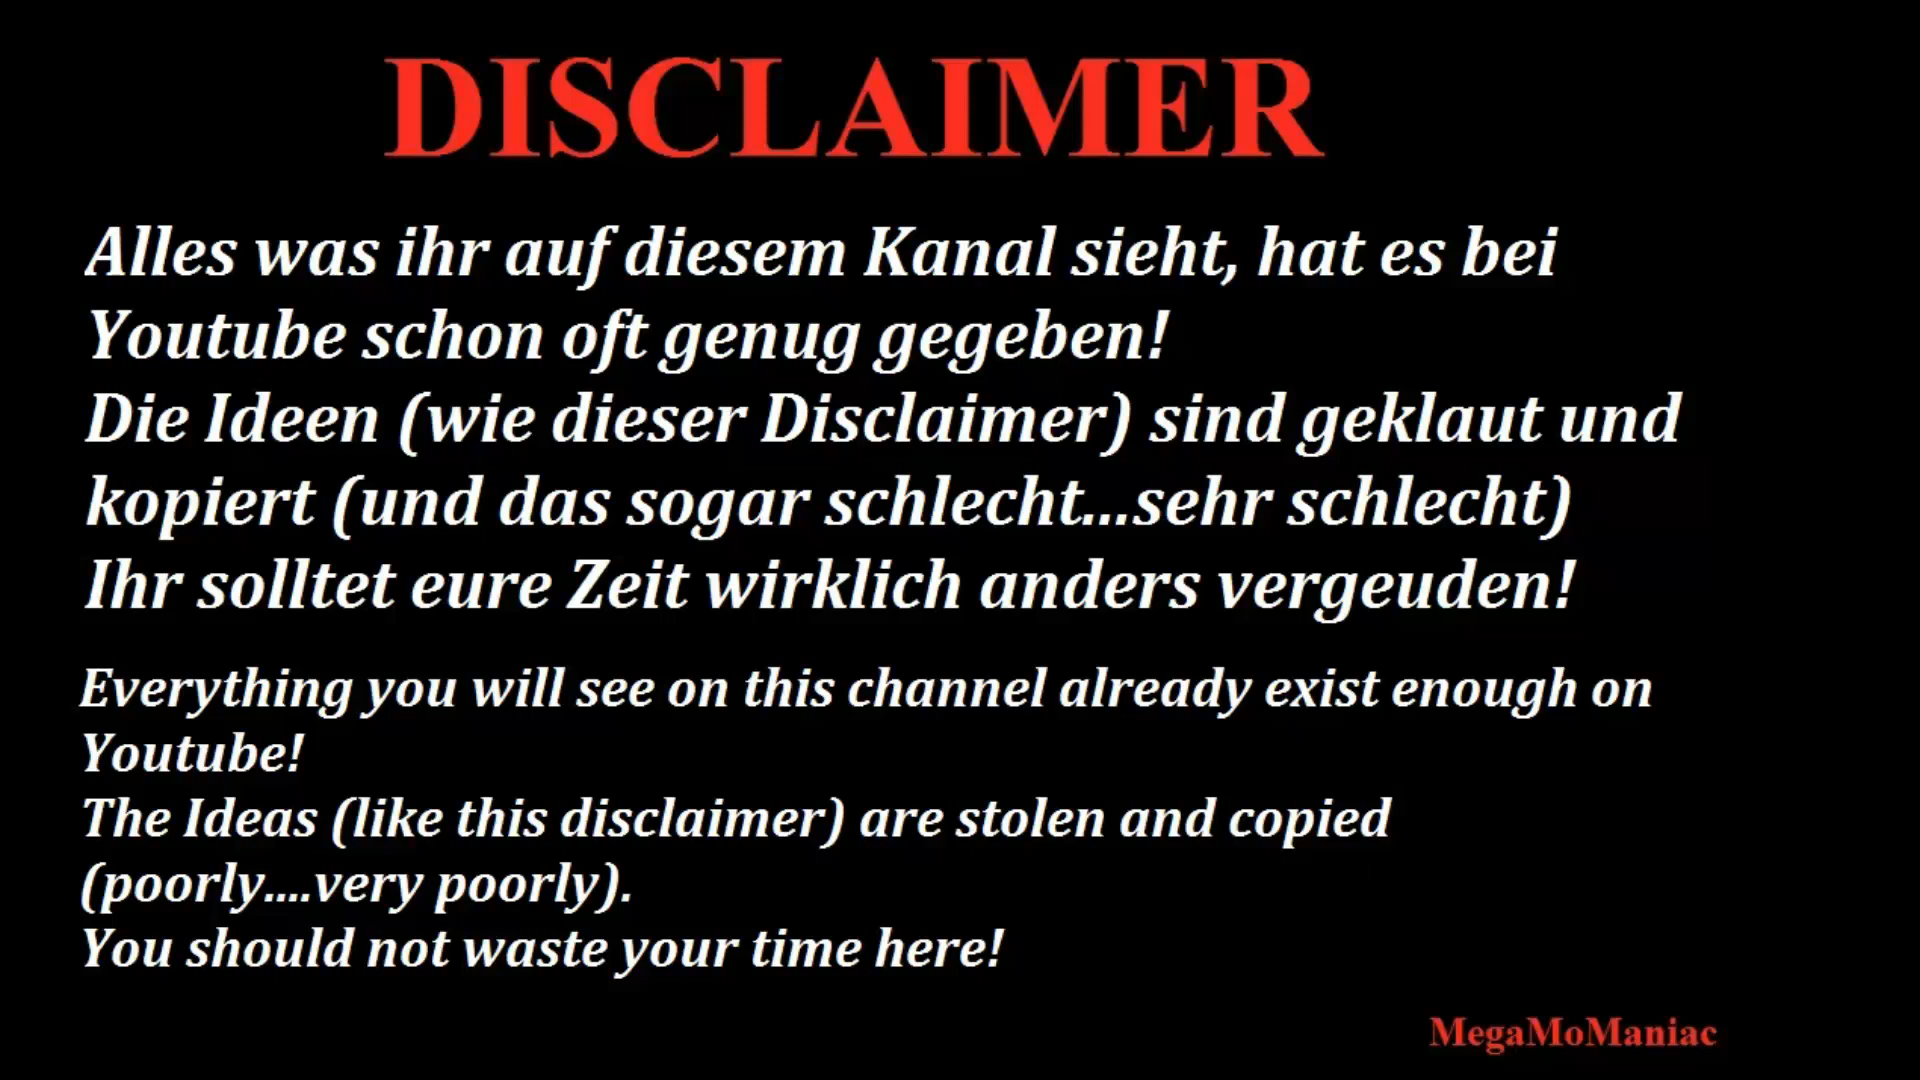 DISCLAIMER
Alles was ihr auf diesem Kanal sieht, hat es bei
Youtube schon oft genug gegeben!
Die Ideen (wie dieser Disclaimer) sind geklaut und
kopiert (und das sogar schlecht...sehr schlecht)
Ihr solltet eure Zeit wirklich anders vergeuden!
Everything you will see on this channel already exist enough on
Youtube!
The Ideas (like this disclaimer) are stolen and copied
(poorly....very poorly).
You should not waste your time here!
MegaMoManiac